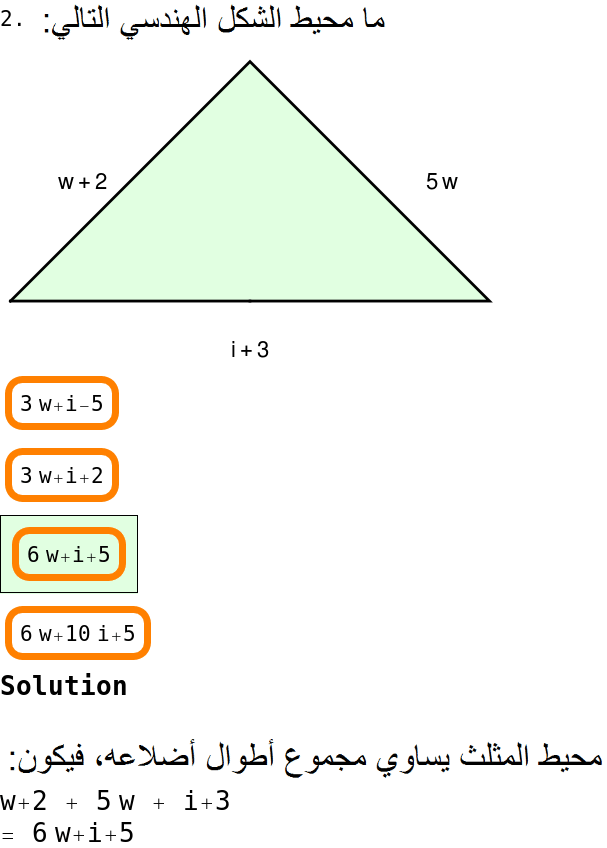 2. ما محيط الشكل الهندسي التالي:
w+2
5w
i+3
3w+i-5
3w+i+2
6w+i+5
6w+10i+5
Solution
محيط المثلث يساوي مجموع أطوال أضلاعه، فيكون:
w+2 + 5w + i+3
= 6w+i+5